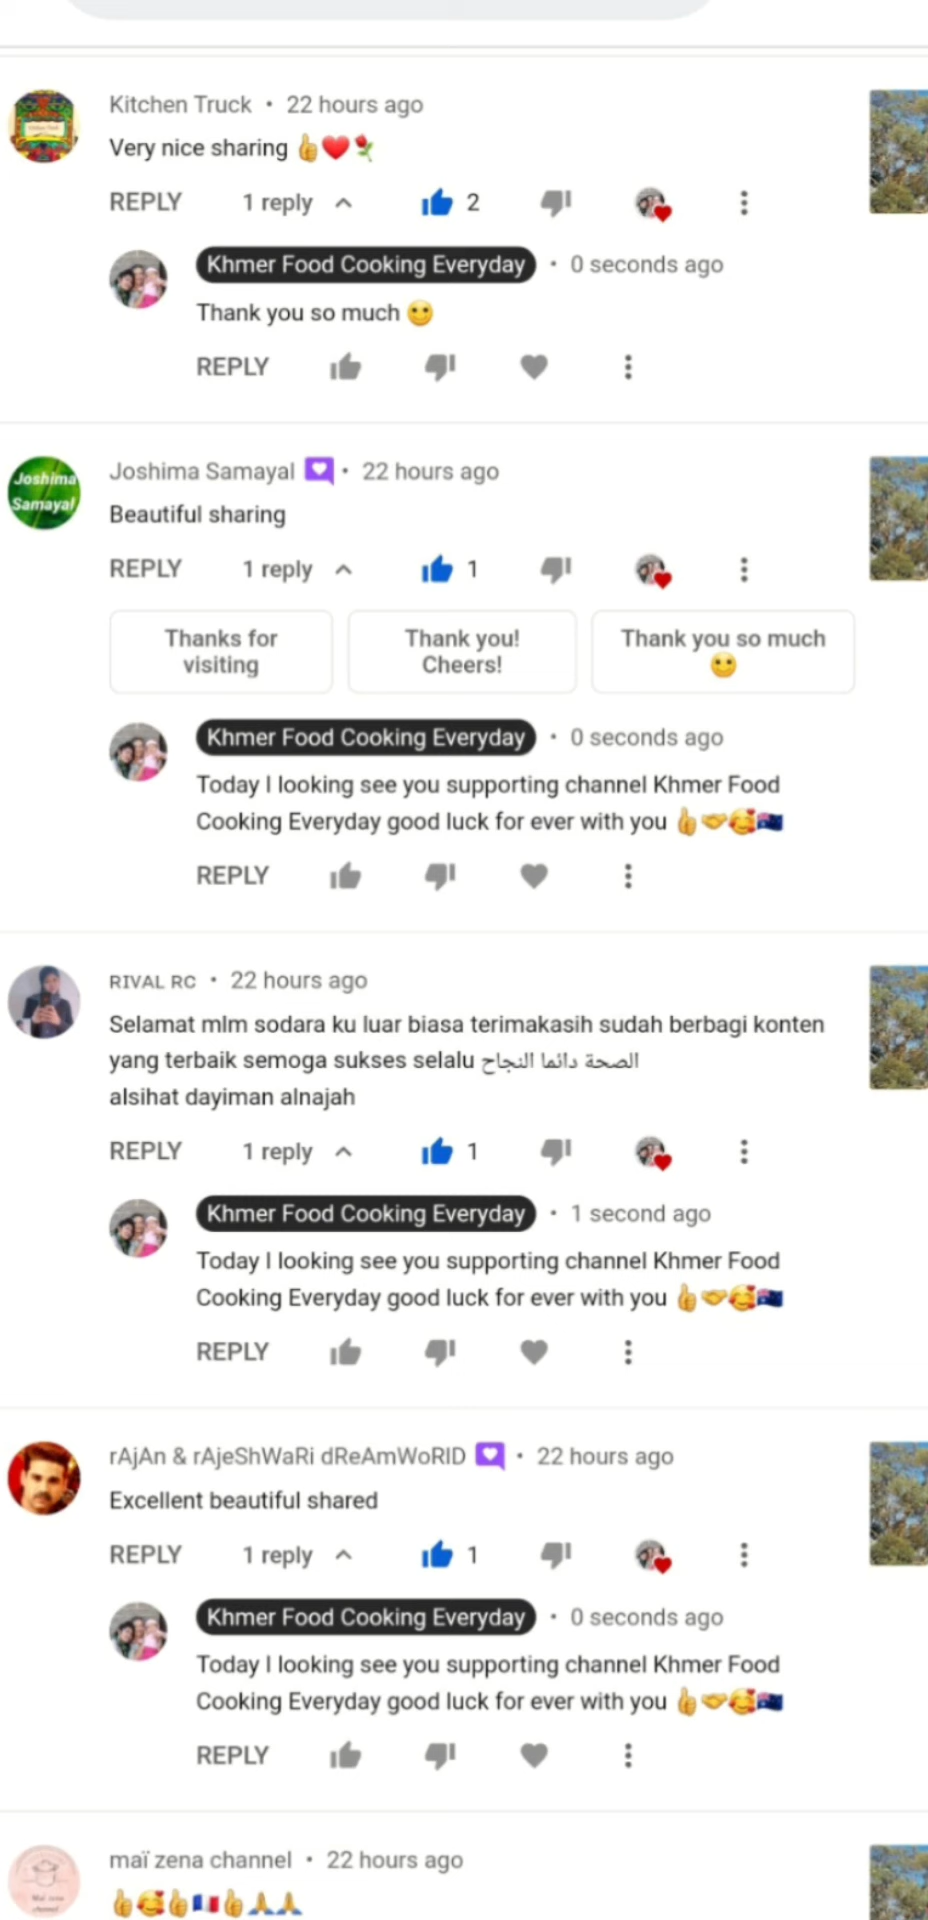 Kitchen Truck • 22 hours ago
Very nice sharing 👍❤️🌹
REPLY 1 reply 2
Khmer Food Cooking Everyday • 0 seconds ago
Thank you so much 🙂
REPLY
Joshima Samayal
Joshima Samayal • 22 hours ago
Beautiful sharing
REPLY 1 reply 1
Thanks for visiting
Thank you! Cheers!
Thank you so much 🙂
Khmer Food Cooking Everyday • 0 seconds ago
Today I looking see you supporting channel Khmer Food
Cooking Everyday good luck for ever with you 👍🤝🥰🇦🇺
REPLY
RIVAL RC • 22 hours ago
Selamat mlm sodara ku luar biasa terimakasih sudah berbagi konten
yang terbaik semoga sukses selalu الصحة دائما النجاح
alsihat dayiman alnajah
REPLY 1 reply 1
Khmer Food Cooking Everyday • 1 second ago
Today I looking see you supporting channel Khmer Food
Cooking Everyday good luck for ever with you 👍🤝🥰🇦🇺
REPLY
rAjAn & rAjeShWaRi dReAmWoRlD • 22 hours ago
Excellent beautiful shared
REPLY 1 reply 1
Khmer Food Cooking Everyday • 0 seconds ago
Today I looking see you supporting channel Khmer Food
Cooking Everyday good luck for ever with you 👍🤝🥰🇦🇺
REPLY
maï zena channel • 22 hours ago
👍🥰👍🇫🇷👍🙏🙏